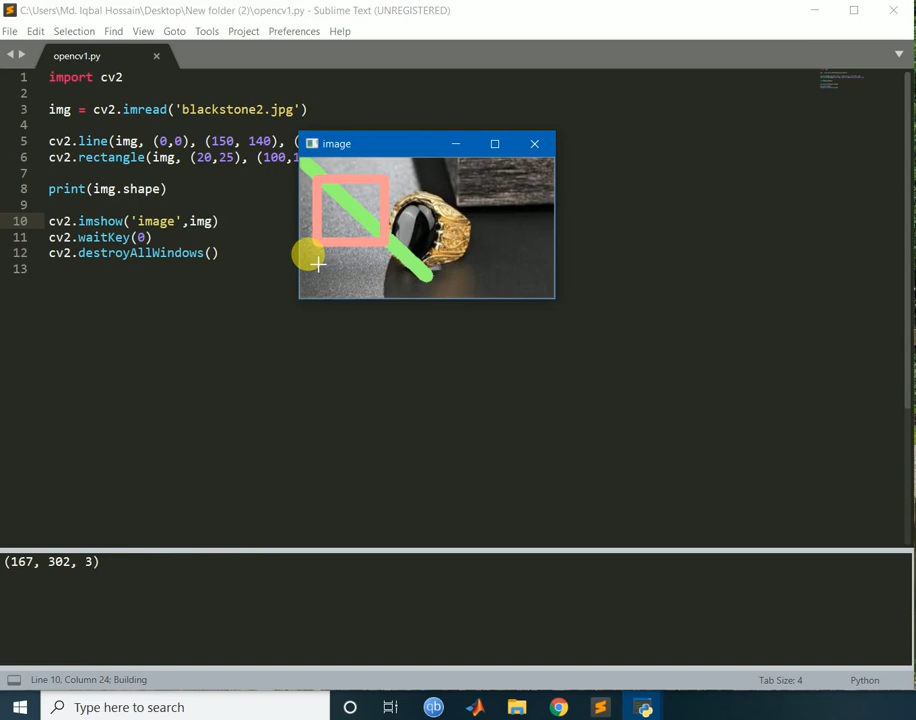 C:\Users\Md. Iqbal Hossain\Desktop\New folder (2)\opencv1.py - Sublime Text (UNREGISTERED)
File Edit Selection Find View Goto Tools Project Preferences Help
opencv1.py
1 import cv2
2
3 img = cv2.imread('blackstone2.jpg')
4
5 cv2.line(img, (0,0), (150, 140), (
6 cv2.rectangle(img, (20,25), (100,1
7
8 print(img.shape)
9
10 cv2.imshow('image',img)
11 cv2.waitKey(0)
12 cv2.destroyAllWindows()
13
image
(167, 302, 3)
Line 10, Column 24; Building Tab Size: 4 Python
Type here to search
qb